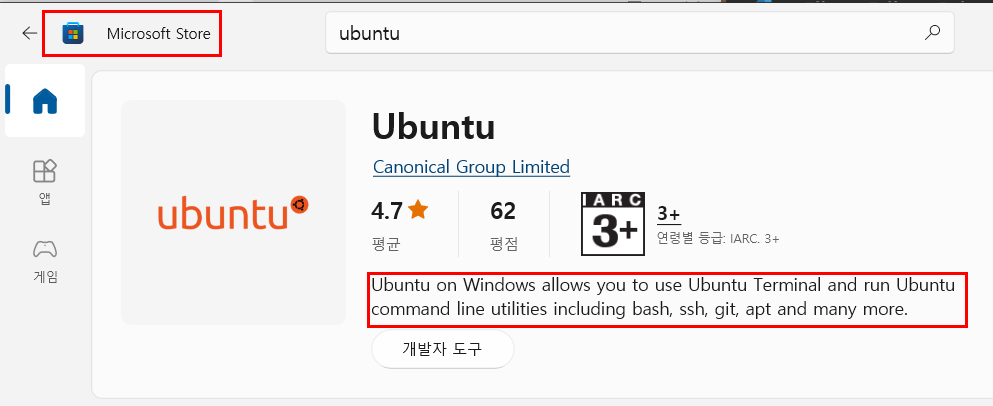 Microsoft Store
ubuntu
앱
게임
ubuntu
Ubuntu
Canonical Group Limited
4.7
평균
62
평점
IARC
3+
3+
연령별 등급: IARC. 3+
Ubuntu on Windows allows you to use Ubuntu Terminal and run Ubuntu
command line utilities including bash, ssh, git, apt and many more.
개발자 도구